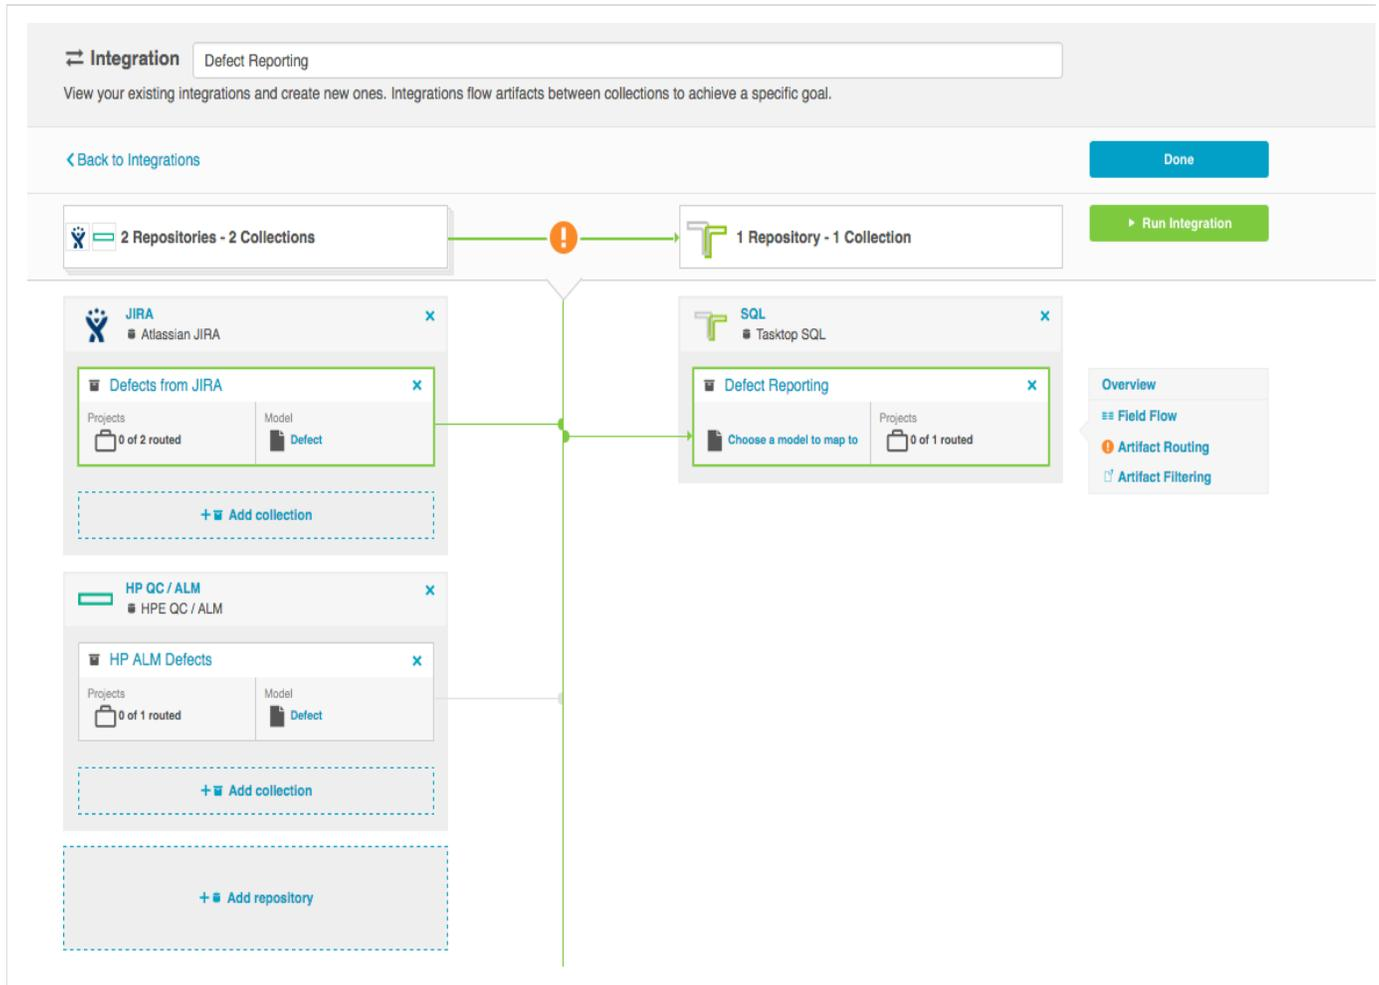 Integration
Defect Reporting
View your existing integrations and create new ones. Integrations flow artifacts between collections to achieve a specific goal.
Back to Integrations
Done
2 Repositories - 2 Collections
1 Repository - 1 Collection
Run Integration
JIRA
Atlassian JIRA
Defects from JIRA
Projects
0 of 2 routed
Model
Defect
Add collection
SQL
Tasktop SQL
Defect Reporting
Choose a model to map to
Projects
0 of 1 routed
Overview
Field Flow
Artifact Routing
Artifact Filtering
HP QC / ALM
HPE QC / ALM
HP ALM Defects
Projects
0 of 1 routed
Model
Defect
Add collection
Add repository